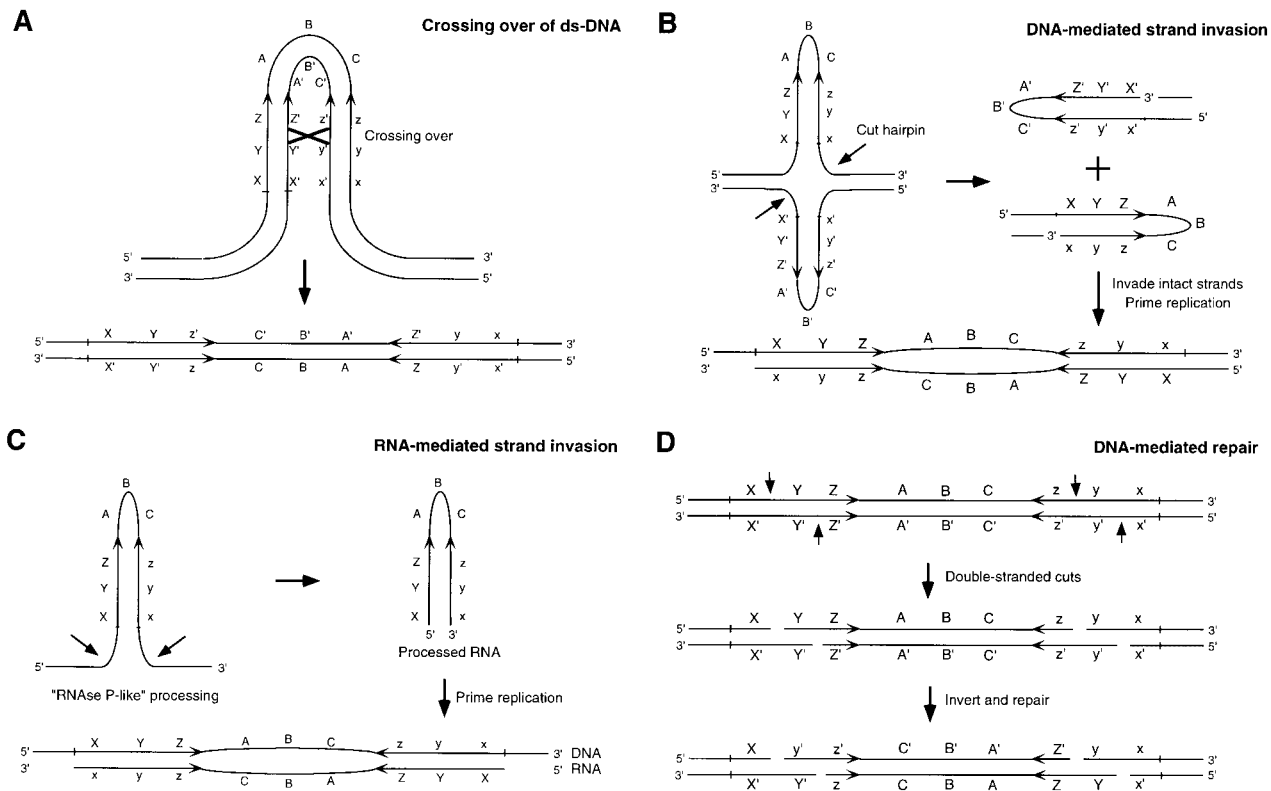 A
Crossing over of ds-DNA
B
A C
B'
A' C'
Z Z' z' z
Crossing over
Y Y' y' y
X X' x' x
5' 3'
3' 5'
X Y z' C' B' A' Z' y x
5' 3'
3' 5'
X' Y' z C B A Z y' x'
B
DNA-mediated strand invasion
B
A C
Z z
Y y
X x
Cut hairpin
5' 3'
3' 5'
X' x'
Y' y'
Z' z'
A' C'
B'
A' Z' Y' X'
3'
B'
5'
C' z' y' x'
+
X Y Z A
5'
B
3'
x y z C
Invade intact strands
Prime replication
X Y Z A B C z y x
5' 3'
3' 5'
x y z C B A Z Y X
C
RNA-mediated strand invasion
B
A C
Z z
Y y
X x
5' 3'
"RNAse P-like" processing
B
A C
Z z
Y y
X x
5' 3'
Processed RNA
Prime replication
X Y Z A B C z y x
5' 3' DNA
3' 5' RNA
x y z C B A Z Y X
D
DNA-mediated repair
X Y Z A B C z y x
5' 3'
3' 5'
X' Y' Z' A' B' C' z' y' x'
Double-stranded cuts
X Y Z A B C z y x
5' 3'
3' 5'
X' Y' Z' A' B' C' z' y' x'
Invert and repair
X y' z' C' B' A' Z' y x
5' 3'
3' 5'
X' Y' z C B A Z Y x'